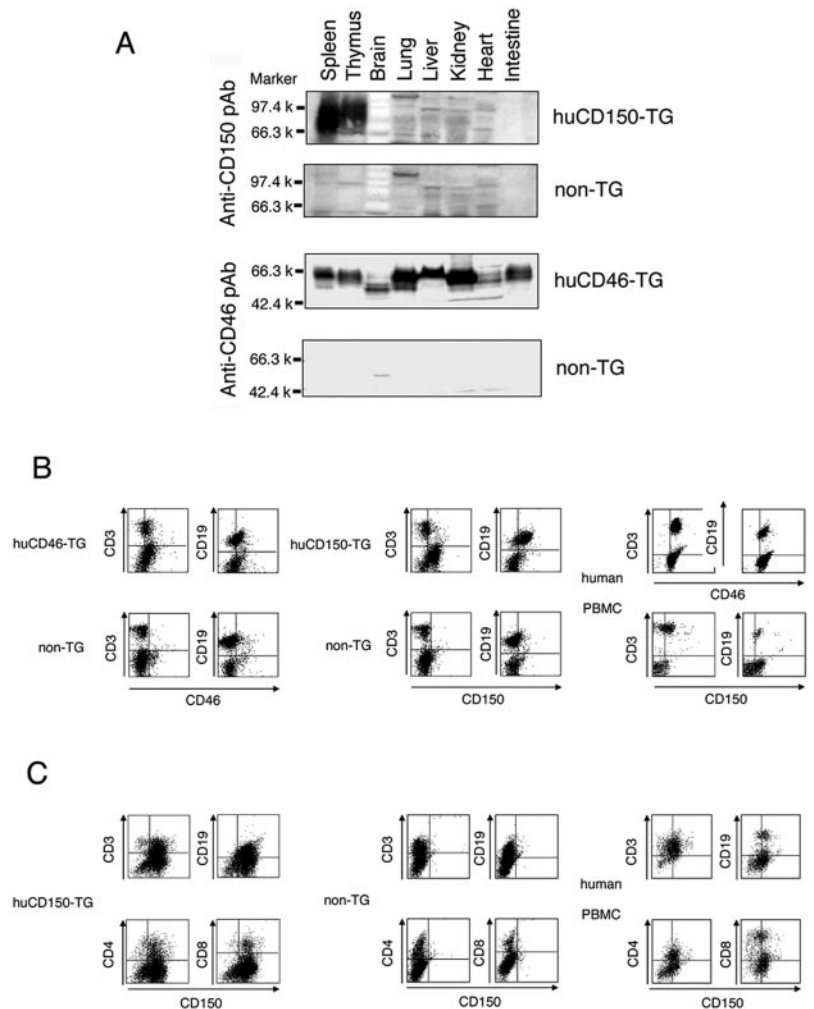 A
Spleen
Thymus
Brain
Lung
Liver
Kidney
Heart
Intestine
Marker
Anti-CD150 pAb
97.4 k
66.3 k
huCD150-TG
97.4 k
66.3 k
non-TG
Anti-CD46 pAb
66.3 k
42.4 k
huCD46-TG
66.3 k
42.4 k
non-TG
B
huCD46-TG
CD3
CD19
huCD150-TG
CD3
CD19
CD3
CD19
human
CD46
PBMC
non-TG
CD3
CD19
CD46
non-TG
CD3
CD19
CD150
CD3
CD19
CD150
C
CD3
CD19
CD3
CD19
CD3
CD19
huCD150-TG
non-TG
human
PBMC
CD4
CD8
CD150
CD4
CD8
CD150
CD4
CD8
CD150